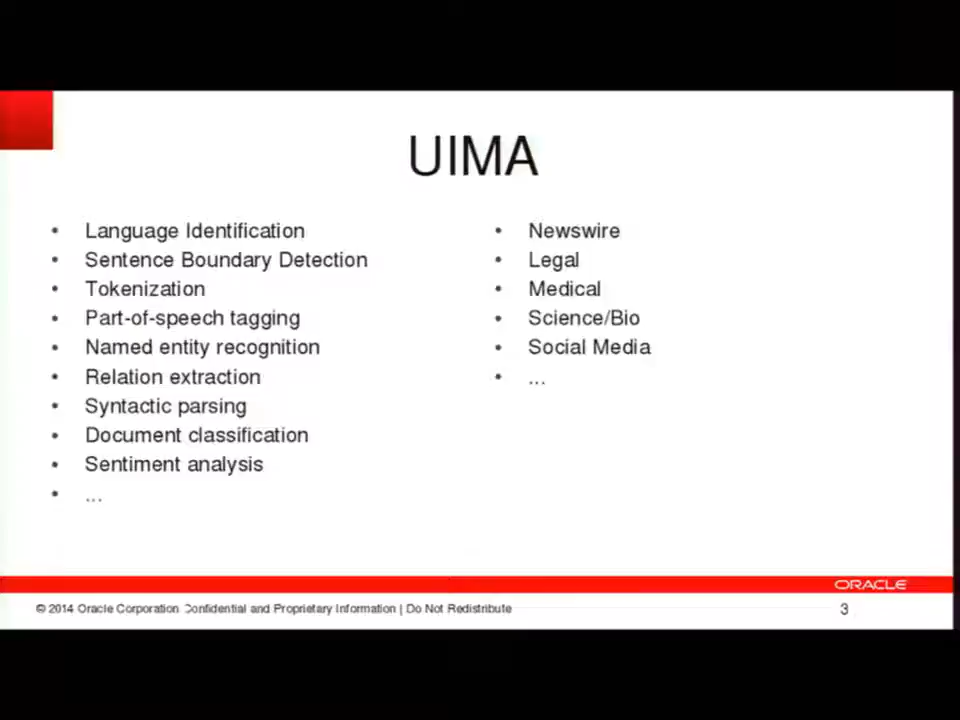 UIMA
• Language Identification
• Sentence Boundary Detection
• Tokenization
• Part-of-speech tagging
• Named entity recognition
• Relation extraction
• Syntactic parsing
• Document classification
• Sentiment analysis
• ...
• Newswire
• Legal
• Medical
• Science/Bio
• Social Media
• ...
ORACLE
© 2014 Oracle Corporation Confidential and Proprietary Information | Do Not Redistribute
3